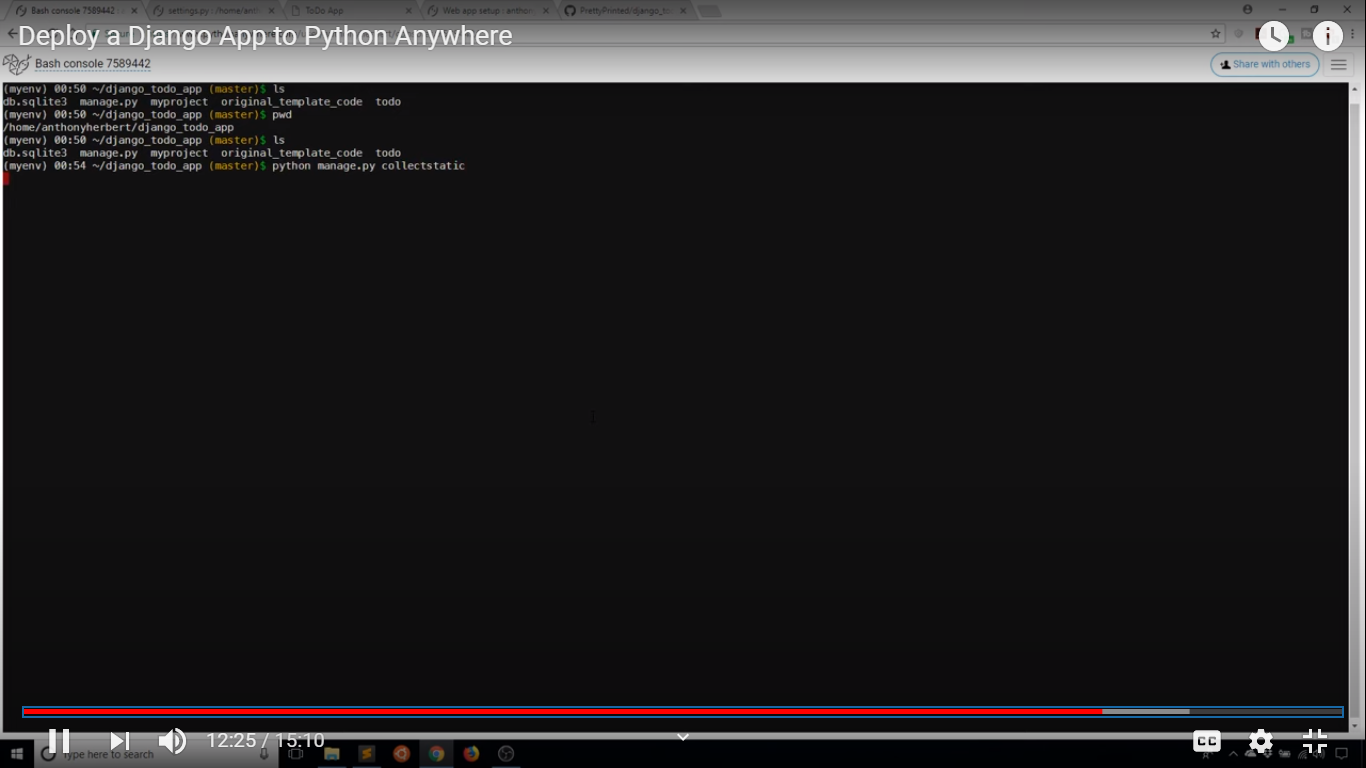 Bash console 7589442
settings.py : /home/anth
ToDo App
Web app setup : anthon
PrettyPrinted/django_to
Deploy a Django App to Python Anywhere
Bash console 7589442
Share with others
(myenv) 00:50 ~/django_todo_app (master)$ ls
db.sqlite3 manage.py myproject original_template_code todo
(myenv) 00:50 ~/django_todo_app (master)$ pwd
/home/anthonyherbert/django_todo_app
(myenv) 00:50 ~/django_todo_app (master)$ ls
db.sqlite3 manage.py myproject original_template_code todo
(myenv) 00:54 ~/django_todo_app (master)$ python manage.py collectstatic
12:25 / 15:10
CC
Type here to search